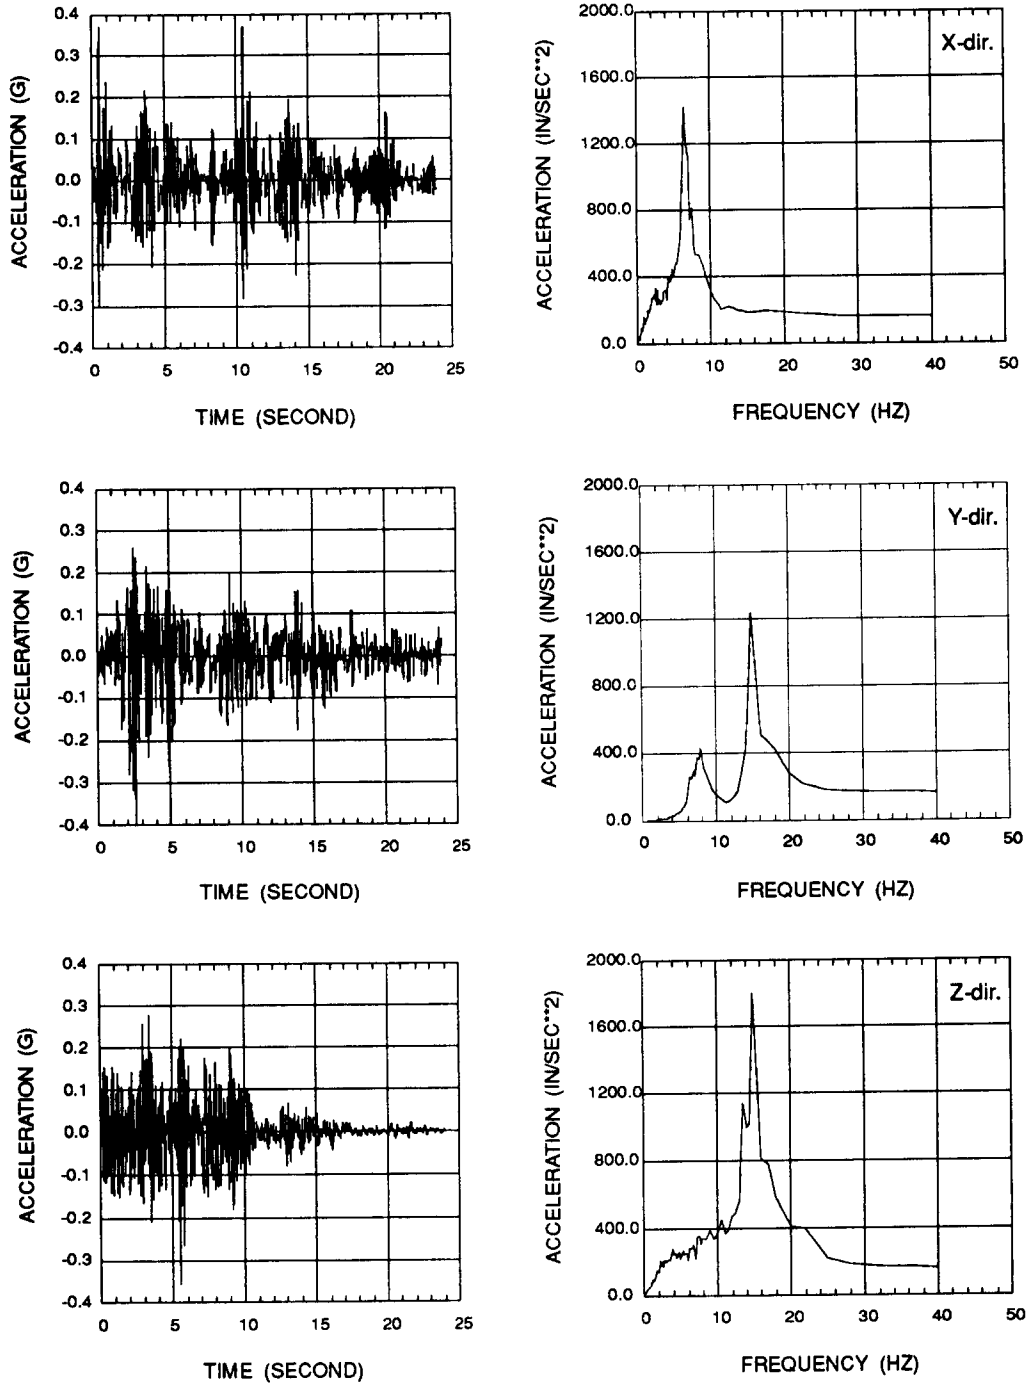 0.4
0.3
0.2
0.1
0.0
-0.1
-0.2
-0.3
-0.4
ACCELERATION (G)
0 5 10 15 20 25
TIME (SECOND)
2000.0
1600.0
1200.0
800.0
400.0
0.0
ACCELERATION (IN/SEC**2)
X-dir.
0 10 20 30 40 50
FREQUENCY (HZ)
0.4
0.3
0.2
0.1
0.0
-0.1
-0.2
-0.3
-0.4
ACCELERATION (G)
0 5 10 15 20 25
TIME (SECOND)
2000.0
1600.0
1200.0
800.0
400.0
0.0
ACCELERATION (IN/SEC**2)
Y-dir.
0 10 20 30 40 50
FREQUENCY (HZ)
0.4
0.3
0.2
0.1
0.0
-0.1
-0.2
-0.3
-0.4
ACCELERATION (G)
0 5 10 15 20 25
TIME (SECOND)
2000.0
1600.0
1200.0
800.0
400.0
0.0
ACCELERATION (IN/SEC**2)
Z-dir.
0 10 20 30 40 50
FREQUENCY (HZ)